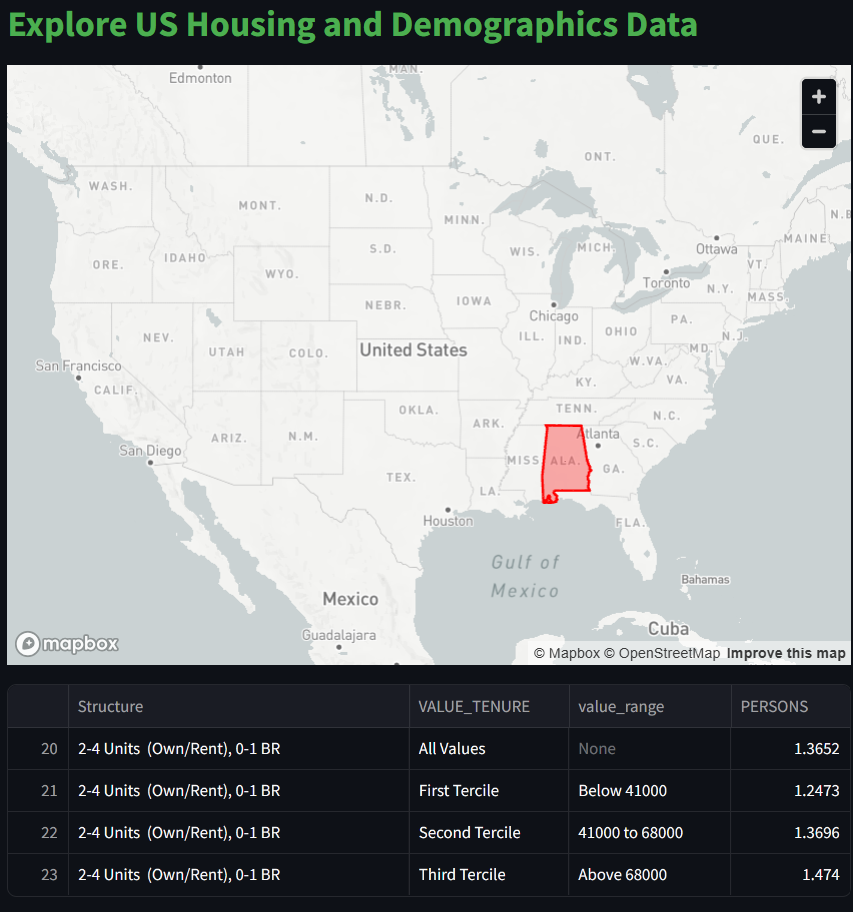 Explore US Housing and Demographics Data
Edmonton
MAN.
+
−
ONT.
QUE.
WASH.
MONT.
N.D.
MINN.
N.B
MAINE
Ottawa
ORE.
IDAHO
S.D.
WIS.
MICH.
VT.
WYO.
Toronto
N.Y.
MASS.
NEBR.
IOWA
Chicago
PA.
NEV.
UTAH
COLO.
United States
ILL.
IND.
OHIO
N.J.
MD.
San Francisco
W.VA.
CALIF.
KY.
VA.
OKLA.
TENN.
N.C.
ARK.
ARIZ.
N.M.
Atlanta
S.C.
San Diego
MISS.
ALA.
GA.
TEX.
LA.
Houston
FLA.
Gulf of
Mexico
Bahamas
Mexico
Cuba
Guadalajara
mapbox
© Mapbox © OpenStreetMap Improve this map
Structure VALUE_TENURE value_range PERSONS
20 2-4 Units (Own/Rent), 0-1 BR All Values None 1.3652
21 2-4 Units (Own/Rent), 0-1 BR First Tercile Below 41000 1.2473
22 2-4 Units (Own/Rent), 0-1 BR Second Tercile 41000 to 68000 1.3696
23 2-4 Units (Own/Rent), 0-1 BR Third Tercile Above 68000 1.474